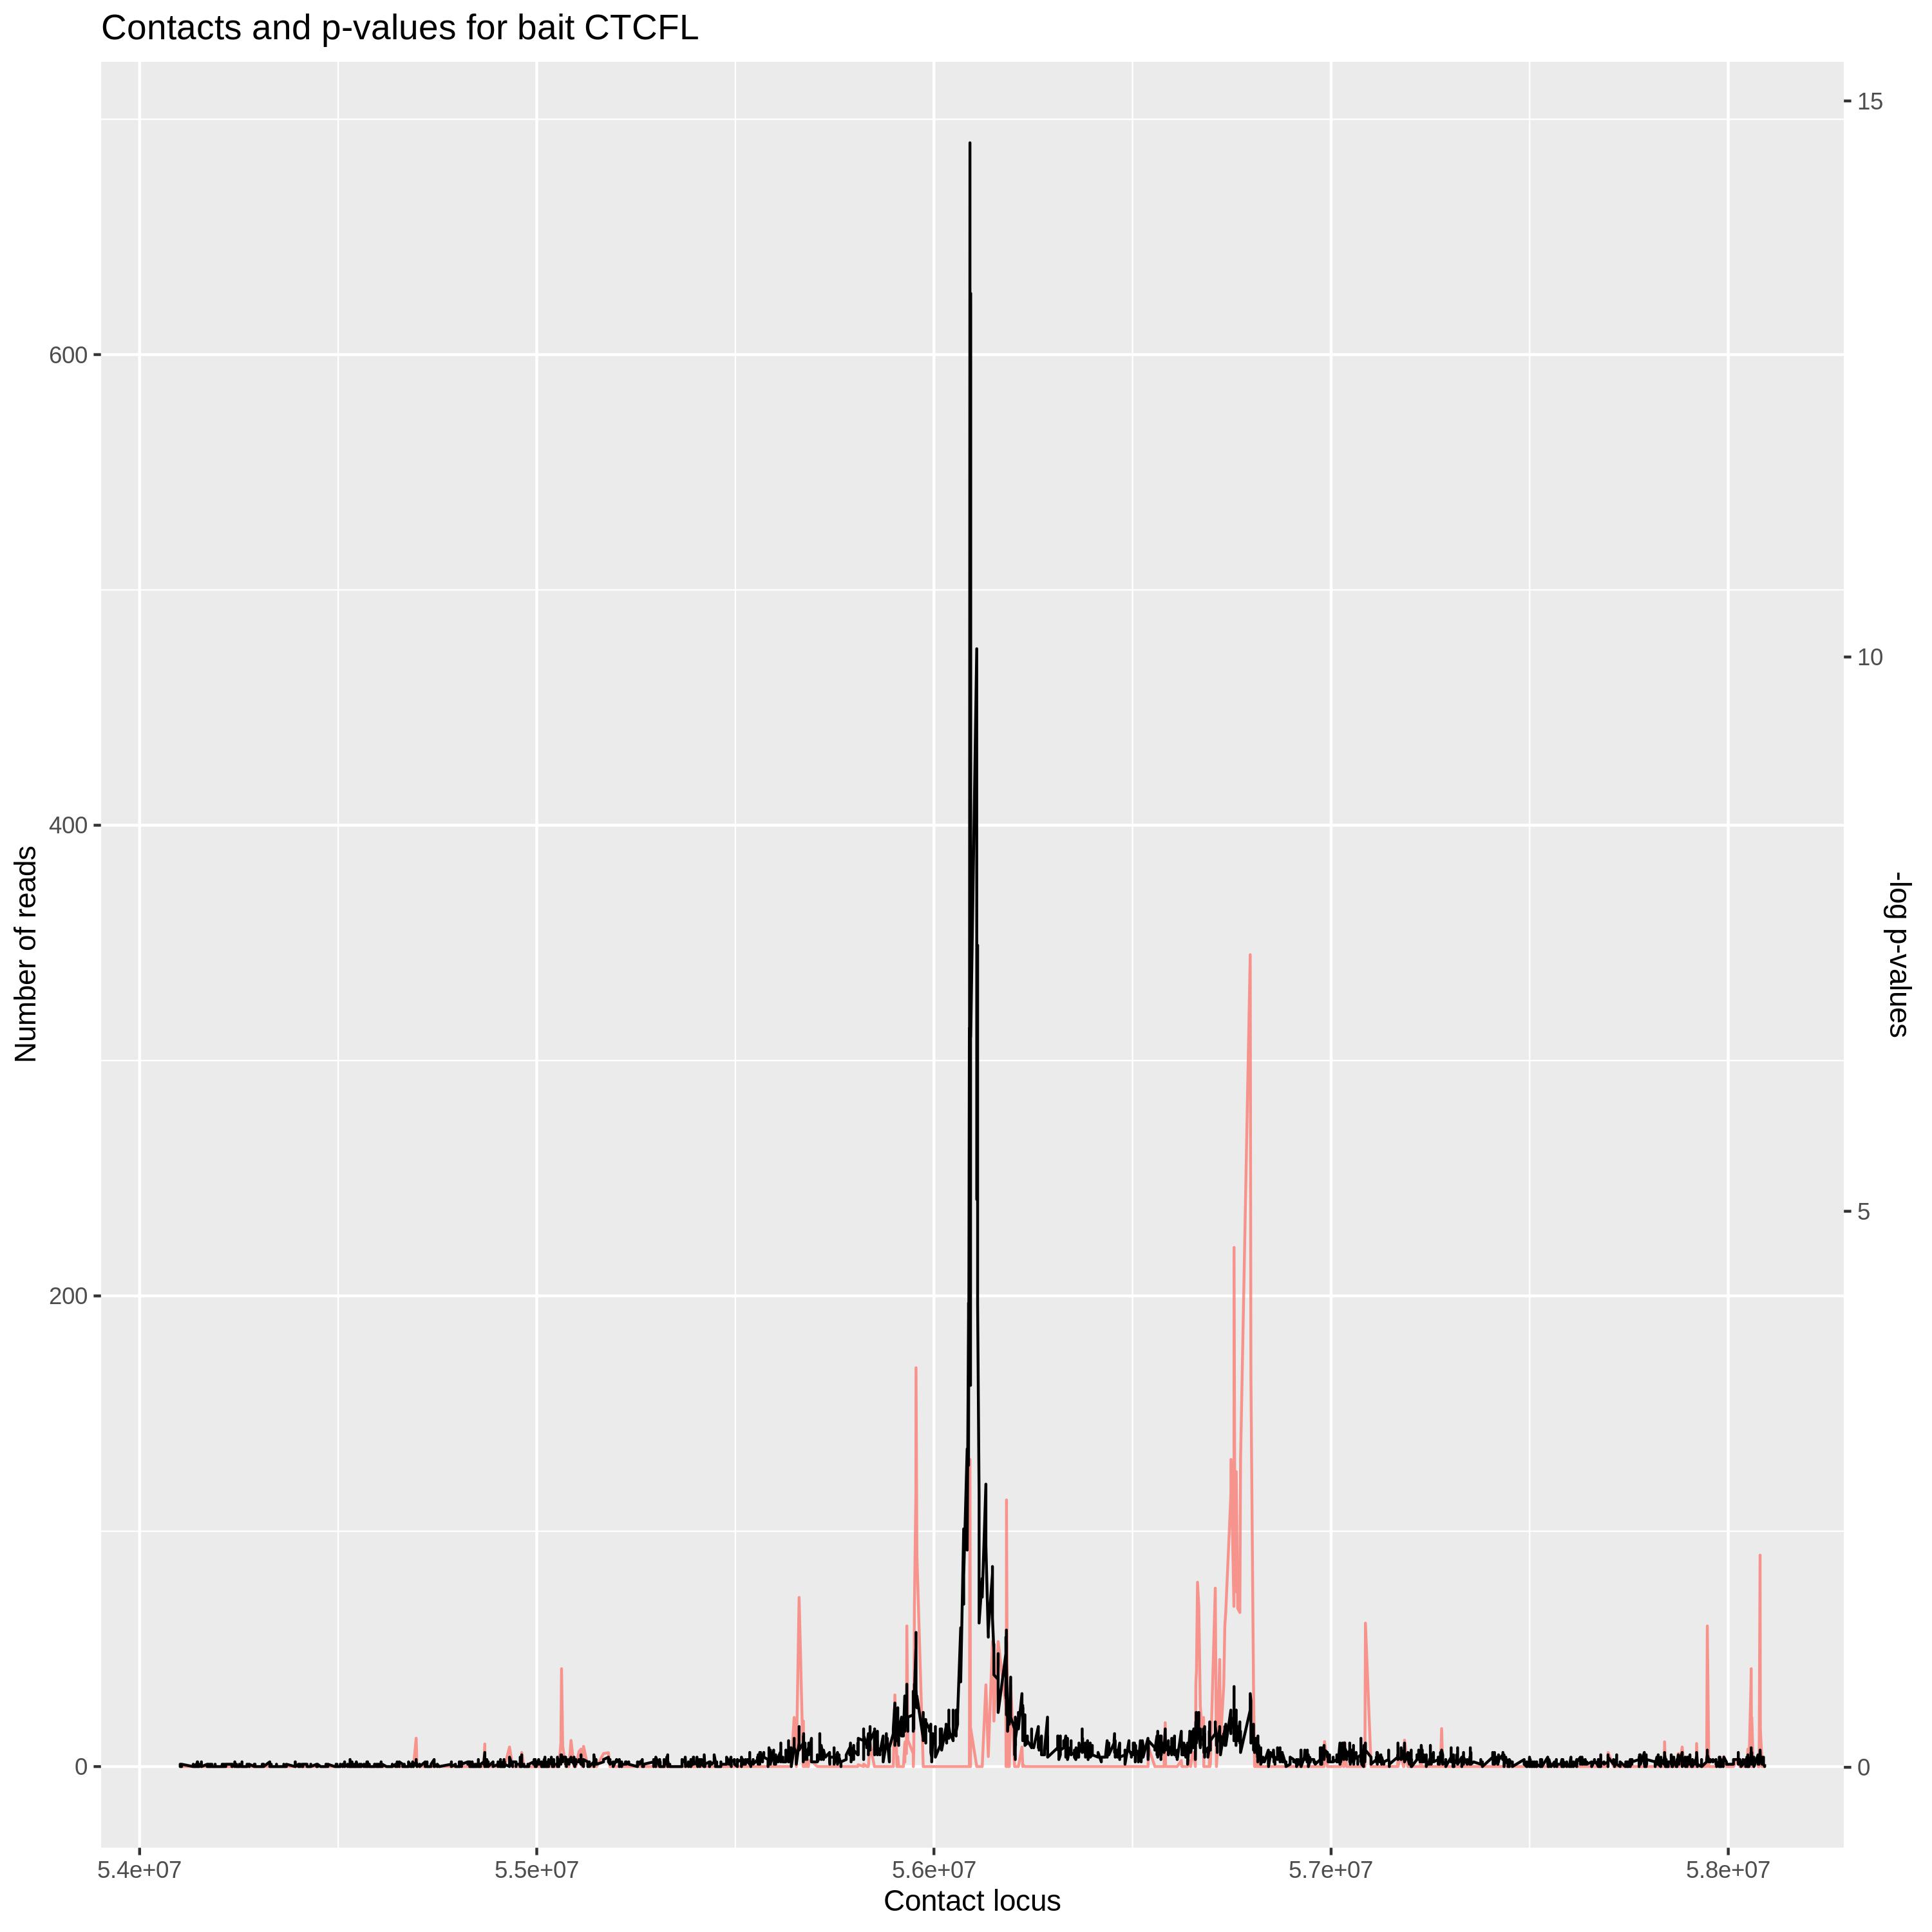 Contacts and p-values for bait CTCFL
15
600
10
400
Number of reads
-log p-values
5
200
0
0
5.4e+07
5.5e+07
5.6e+07
5.7e+07
5.8e+07
Contact locus